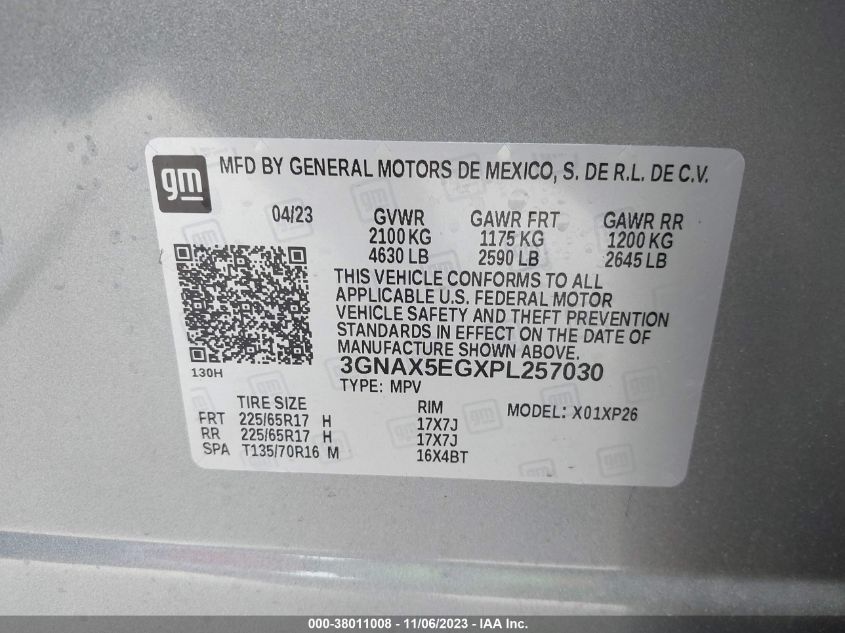 gm
MFD BY GENERAL MOTORS DE MEXICO, S. DE R.L. DE C.V.
04/23 GVWR GAWR FRT GAWR RR
2100 KG 1175 KG 1200 KG
4630 LB 2590 LB 2645 LB
THIS VEHICLE CONFORMS TO ALL
APPLICABLE U.S. FEDERAL MOTOR
VEHICLE SAFETY AND THEFT PREVENTION
STANDARDS IN EFFECT ON THE DATE OF
MANUFACTURE SHOWN ABOVE.
130H
3GNAX5EGXPL257030
TYPE: MPV
TIRE SIZE RIM MODEL: X01XP26
FRT 225/65R17 H 17X7J
RR 225/65R17 H 17X7J
SPA T135/70R16 M 16X4BT
000-38011008 - 11/06/2023 - IAA Inc.